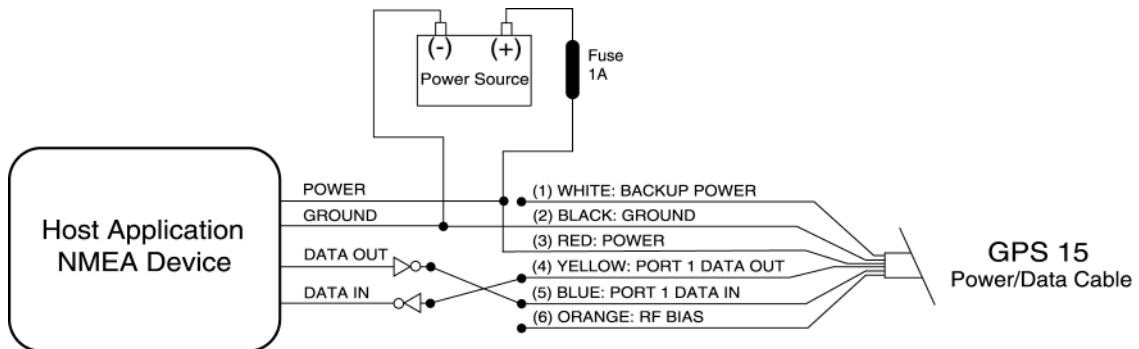 (-)
(+)
Power Source
Fuse
1A
Host Application
NMEA Device
POWER
GROUND
DATA OUT
DATA IN
(1) WHITE: BACKUP POWER
(2) BLACK: GROUND
(3) RED: POWER
(4) YELLOW: PORT 1 DATA OUT
(5) BLUE: PORT 1 DATA IN
(6) ORANGE: RF BIAS
GPS 15
Power/Data Cable